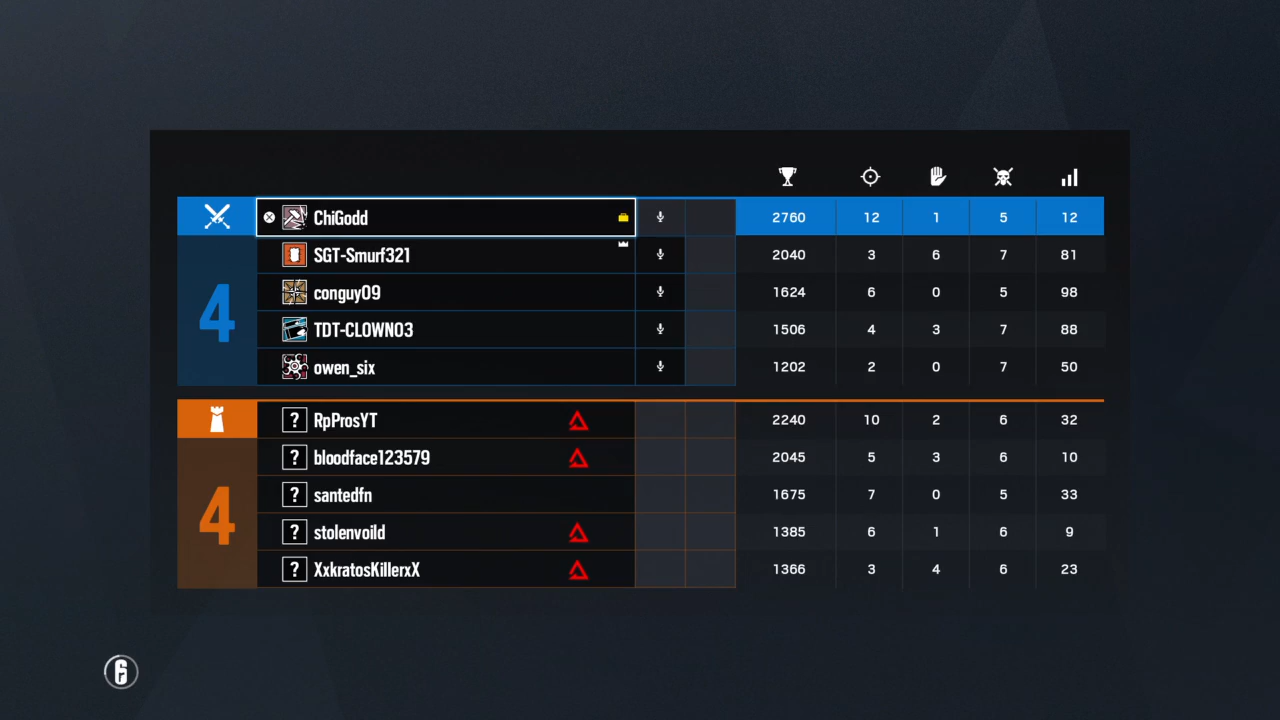 ChiGodd 2760 12 1 5 12
SGT-Smurf321 2040 3 6 7 81
4
conguy09 1624 6 0 5 98
TDT-CLOWN03 1506 4 3 7 88
owen_six 1202 2 0 7 50
? RpProsYT 2240 10 2 6 32
? bloodface123579 2045 5 3 6 10
4
? santedfn 1675 7 0 5 33
? stolenvoild 1385 6 1 6 9
? XxkratosKillerxX 1366 3 4 6 23
6